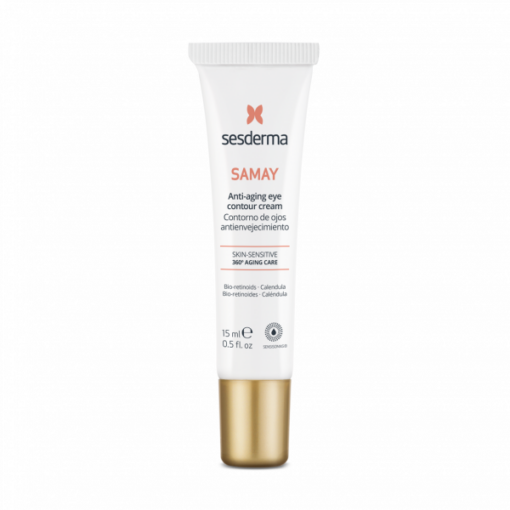 sesderma
SAMAY
Anti-aging eye
contour cream
Contorno de ojos
antienvejecimiento
SKIN-SENSITIVE
360º AGING CARE
Bio-retinoids · Calendula
Bio-retinoides · Caléndula
15 ml ℮
0.5 fl. oz